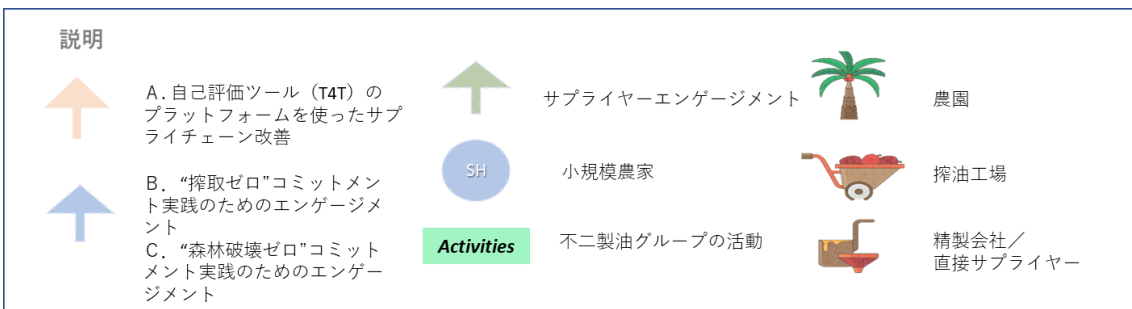 説明
A. 自己評価ツール（T4T）の
プラットフォームを使ったサプ
ライチェーン改善
B. “搾取ゼロ”コミットメン
ト実践のためのエンゲージメ
ント
C. “森林破壊ゼロ”コミット
メント実践のためのエンゲー
ジメント
サプライヤーエンゲージメント
SH
小規模農家
Activities
不二製油グループの活動
農園
搾油工場
精製会社／
直接サプライヤー